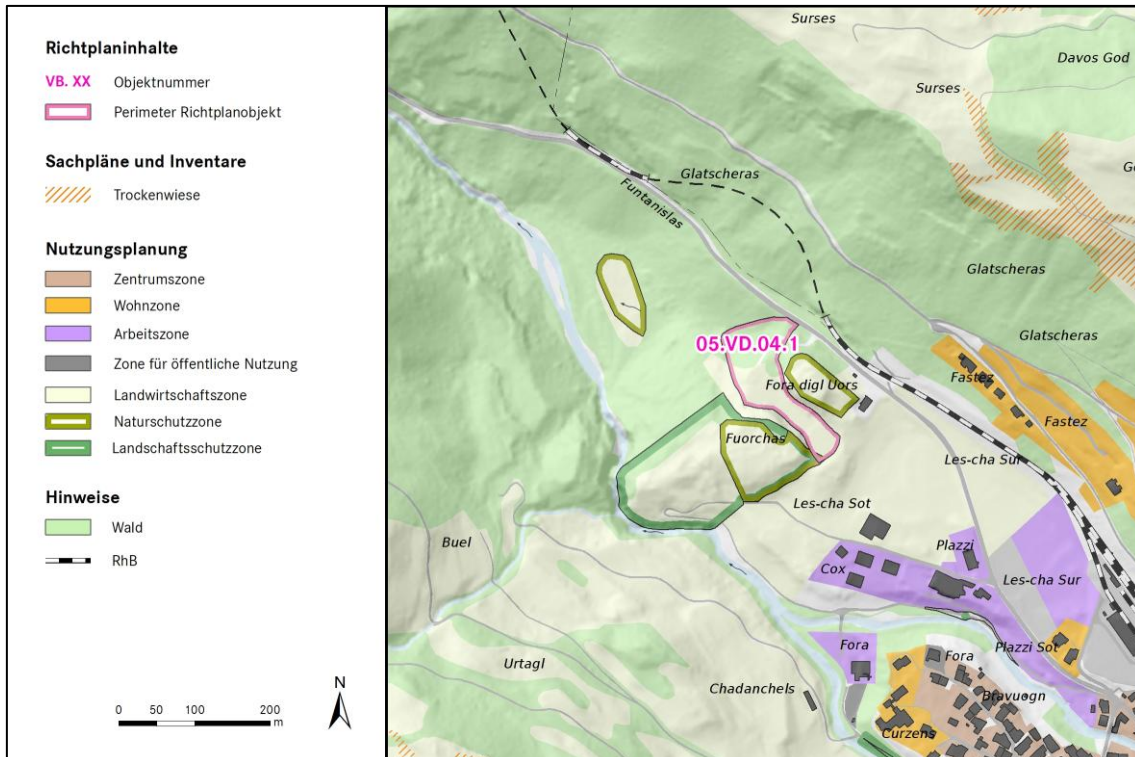 Richtplaninhalte
VB. XX Objektnummer
Perimeter Richtplanobjekt
Sachpläne und Inventare
Trockenwiese
Nutzungsplanung
Zentrumszone
Wohnzone
Arbeitszone
Zone für öffentliche Nutzung
Landwirtschaftszone
Naturschutzzone
Landschaftsschutzzone
Hinweise
Wald
RhB
0 50 100 200
m
N
Surses
Davos God
Surses
Glatscheras
Funtanislas
Glatscheras
Glatscheras
05.VD.04.1
Fora digl Uors
Fastez
Fastez
Fuorchas
Les-cha Sur
Les-cha Sot
Buel
Plazzi
Cox
Les-cha Sur
Urtagl
Fora
Plazzi Sot
Fora
Chadanchels
Bravuogn
Curzens